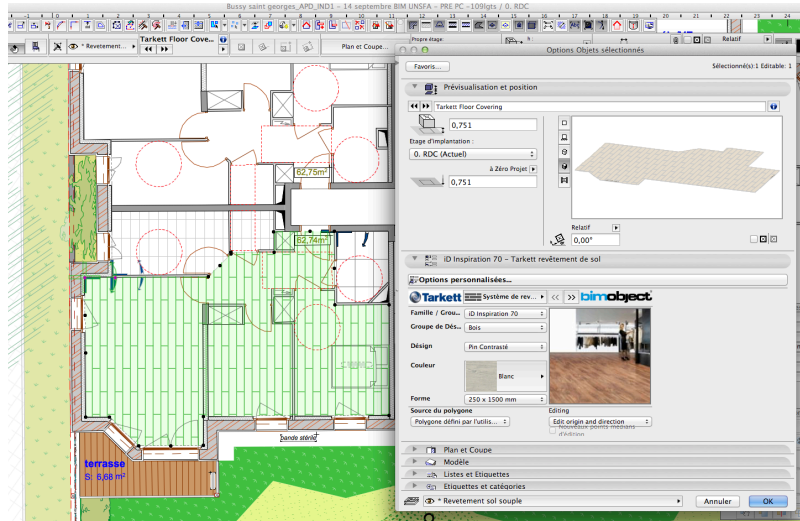 Bussy saint georges_APD_IND1 – 14 septembre BIM UNSFA – PRE PC -109lgts / 0. RDC
* Revetement...
Tarkett Floor Cove...
Plan et Coupe...
Propre étage:
h :
Relatif
Options Objets sélectionnés
Favoris...
Sélectionné(s):1 Editable: 1
Prévisualisation et position
Tarkett Floor Covering
0,751
Etage d'Implantation :
0. RDC (Actuel)
à Zéro Projet
0,751
Relatif
0,00°
iD Inspiration 70 – Tarkett revêtement de sol
Options personnalisées...
Tarkett
Système de rev...
bimobject
Famille / Grou...
iD Inspiration 70
Groupe de Dés...
Bois
Désign
Pin Contrasté
Couleur
Blanc
Forme
250 x 1500 mm
Source du polygone
Editing
Polygone défini par l'utilis...
Edit origin and direction
Nouveaux points médians
d'édition
Plan et Coupe
Modèle
Listes et Etiquettes
Etiquettes et catégories
* Revetement sol souple
Annuler
OK
62,75m²
62,74m²
bande stérile
terrasse
S: 6,68 m²